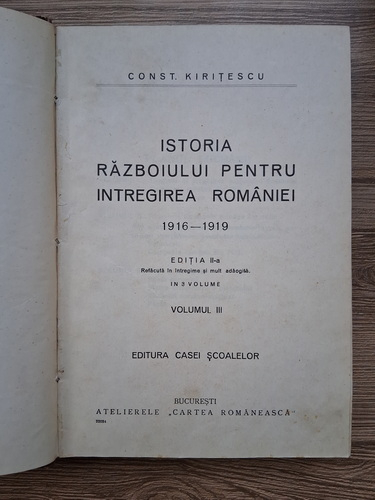 CONST. KIRIȚESCU
ISTORIA
RĂZBOIULUI PENTRU
INTREGIREA ROMÂNIEI
1916—1919
EDIȚIA II-a
Refăcută în întregime și mult adăogită.
IN 3 VOLUME
VOLUMUL III
EDITURA CASEI ȘCOALELOR
BUCUREȘTI
ATELIERELE „CARTEA ROMÂNEASCĂ"